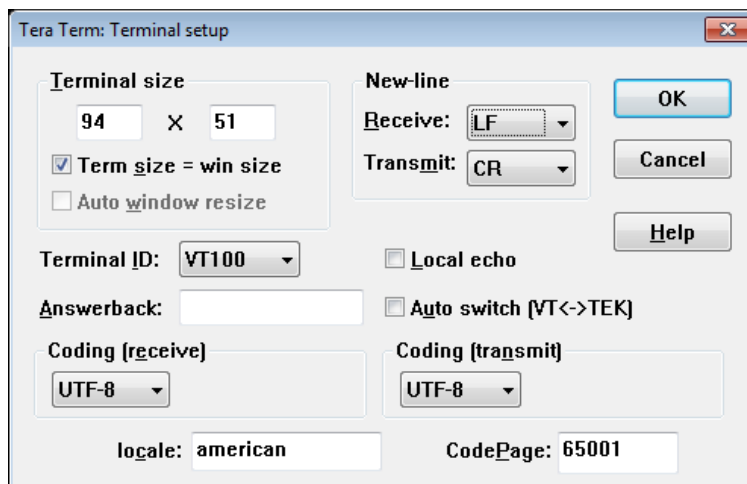 Tera Term: Terminal setup
Terminal size
94 X 51
Term size = win size
Auto window resize
New-line
Receive: LF
Transmit: CR
OK
Cancel
Help
Terminal ID: VT100
Local echo
Answerback:
Auto switch (VT<->TEK)
Coding (receive)
UTF-8
Coding (transmit)
UTF-8
locale: american
CodePage: 65001